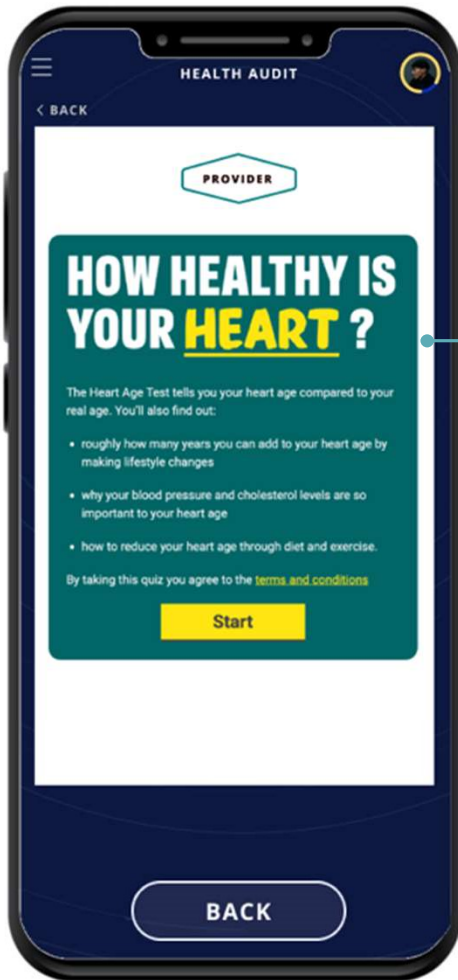 HEALTH AUDIT
< BACK
PROVIDER
HOW HEALTHY IS
YOUR HEART ?
The Heart Age Test tells you your heart age compared to your
real age. You'll also find out:
• roughly how many years you can add to your heart age by
making lifestyle changes
• why your blood pressure and cholesterol levels are so
important to your heart age
• how to reduce your heart age through diet and exercise.
By taking this quiz you agree to the terms and conditions
Start
BACK